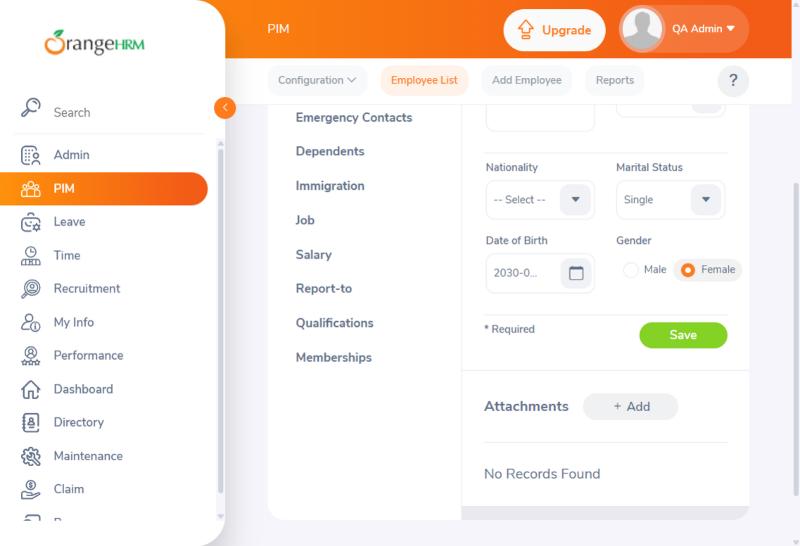 OrangeHRM
Search
Admin
PIM
Leave
Time
Recruitment
My Info
Performance
Dashboard
Directory
Maintenance
Claim
PIM
Upgrade
QA Admin
Configuration
Employee List
Add Employee
Reports
?
Emergency Contacts
Dependents
Immigration
Job
Salary
Report-to
Qualifications
Memberships
Nationality
Marital Status
-- Select --
Single
Date of Birth
Gender
2030-0...
Male
Female
* Required
Save
Attachments
+ Add
No Records Found